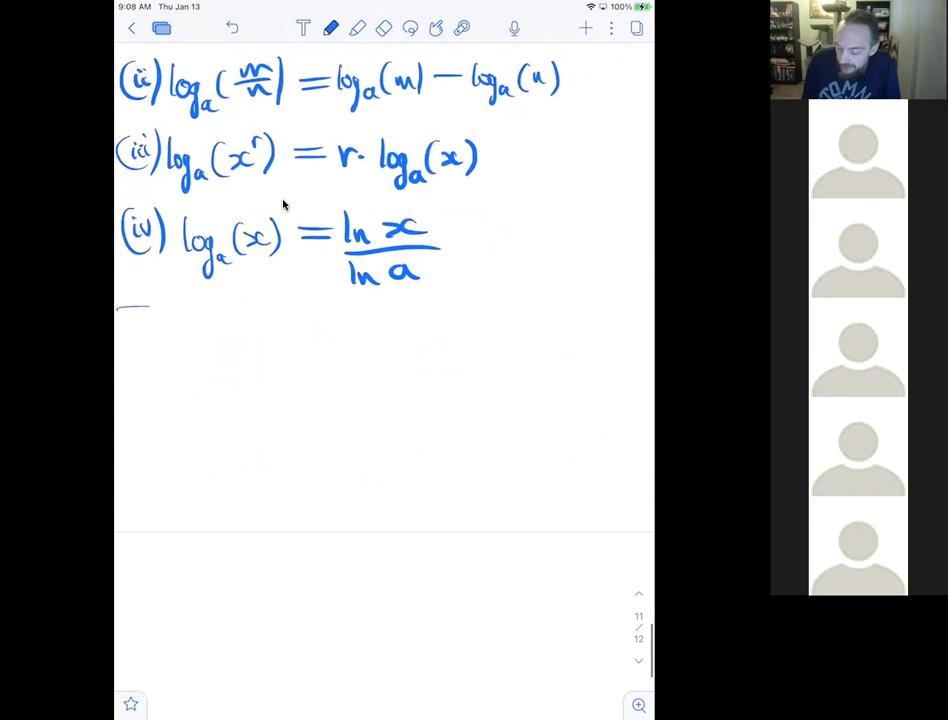 9:08 AM Thu Jan 13 100%
T
(ii) logₐ(m/n) = logₐ(m) − logₐ(n)
(iii) logₐ(xʳ) = r · logₐ(x)
(iv) logₐ(x) = ln x / ln a
11
/
12